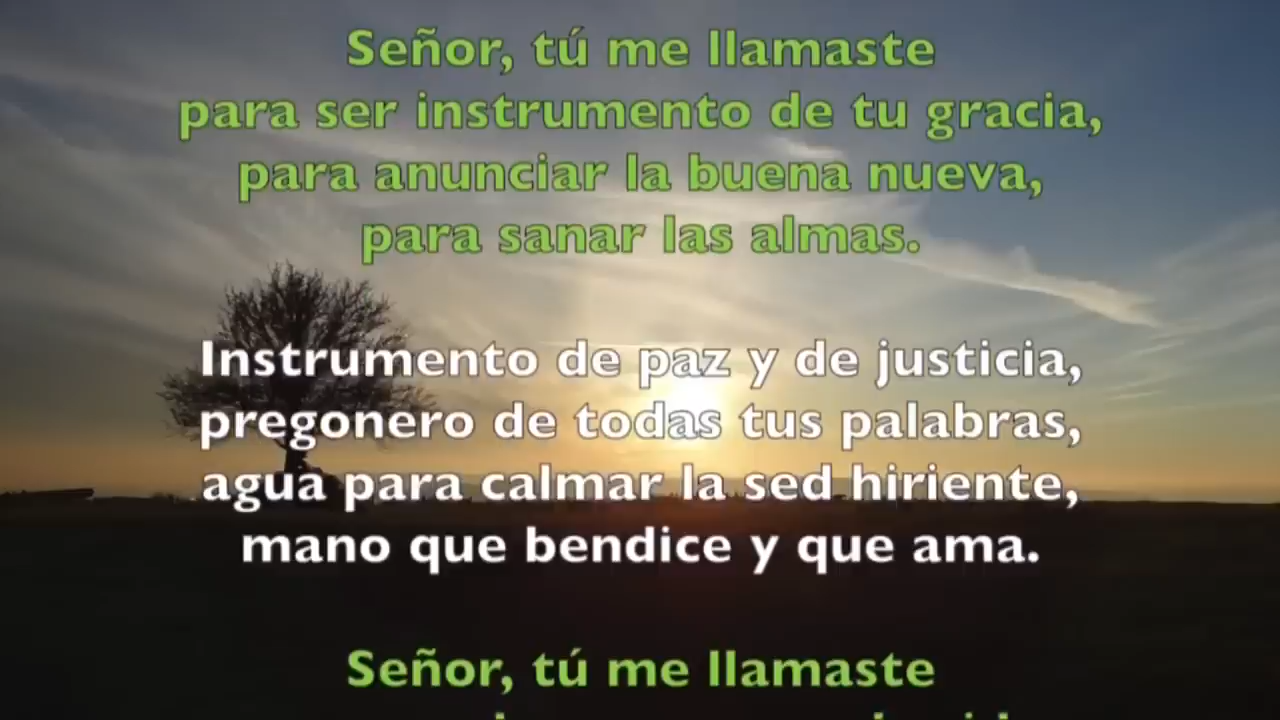 Señor, tú me llamaste
para ser instrumento de tu gracia,
para anunciar la buena nueva,
para sanar las almas.
Instrumento de paz y de justicia,
pregonero de todas tus palabras,
agua para calmar la sed hiriente,
mano que bendice y que ama.
Señor, tú me llamaste